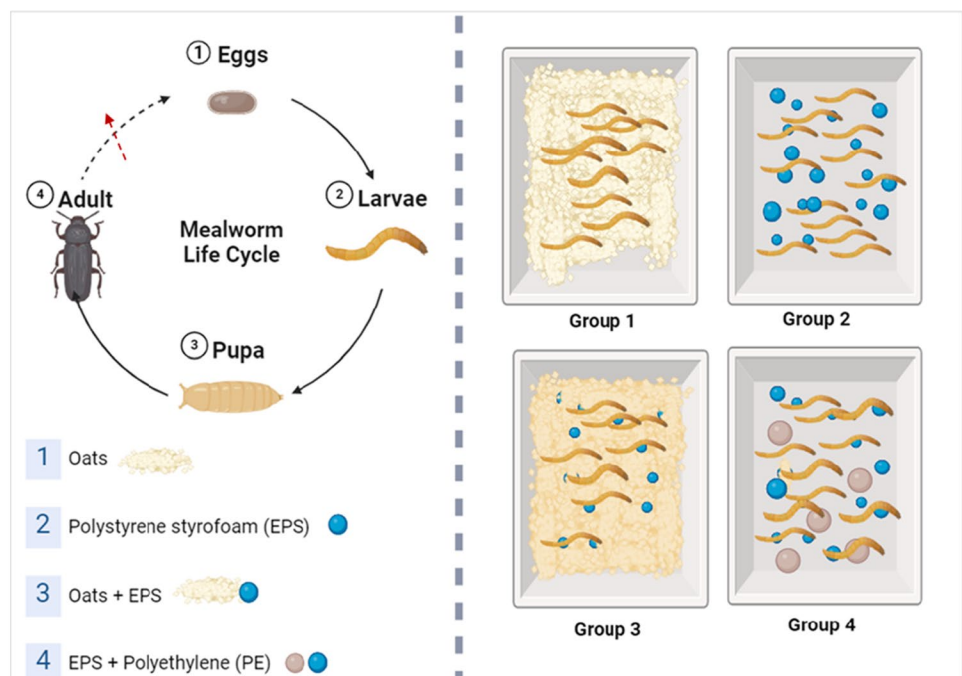 1 Eggs
4 Adult
2 Larvae
Mealworm
Life Cycle
3 Pupa
1 Oats
2 Polystyrene styrofoam (EPS)
3 Oats + EPS
4 EPS + Polyethylene (PE)
Group 1
Group 2
Group 3
Group 4